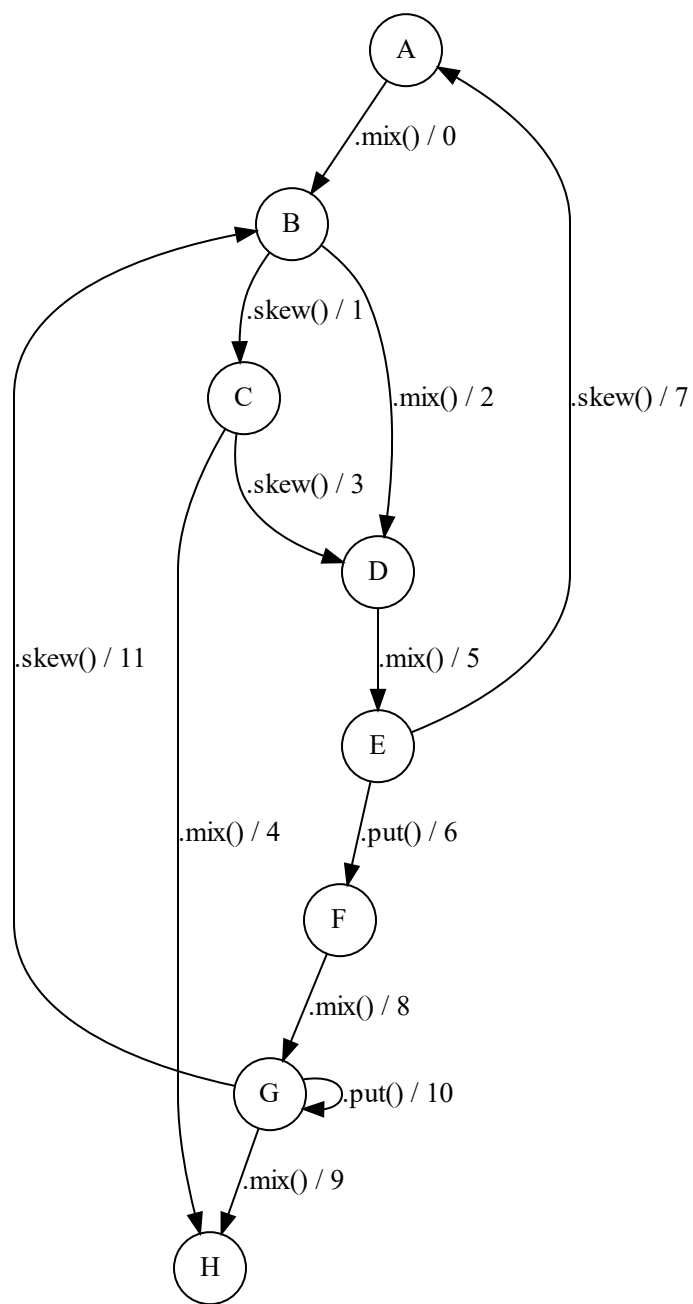 A
.mix() / 0
B
.skew() / 1
C
.mix() / 2
.skew() / 7
.skew() / 3
D
.skew() / 11
.mix() / 5
E
.mix() / 4
.put() / 6
F
.mix() / 8
G
.put() / 10
.mix() / 9
H